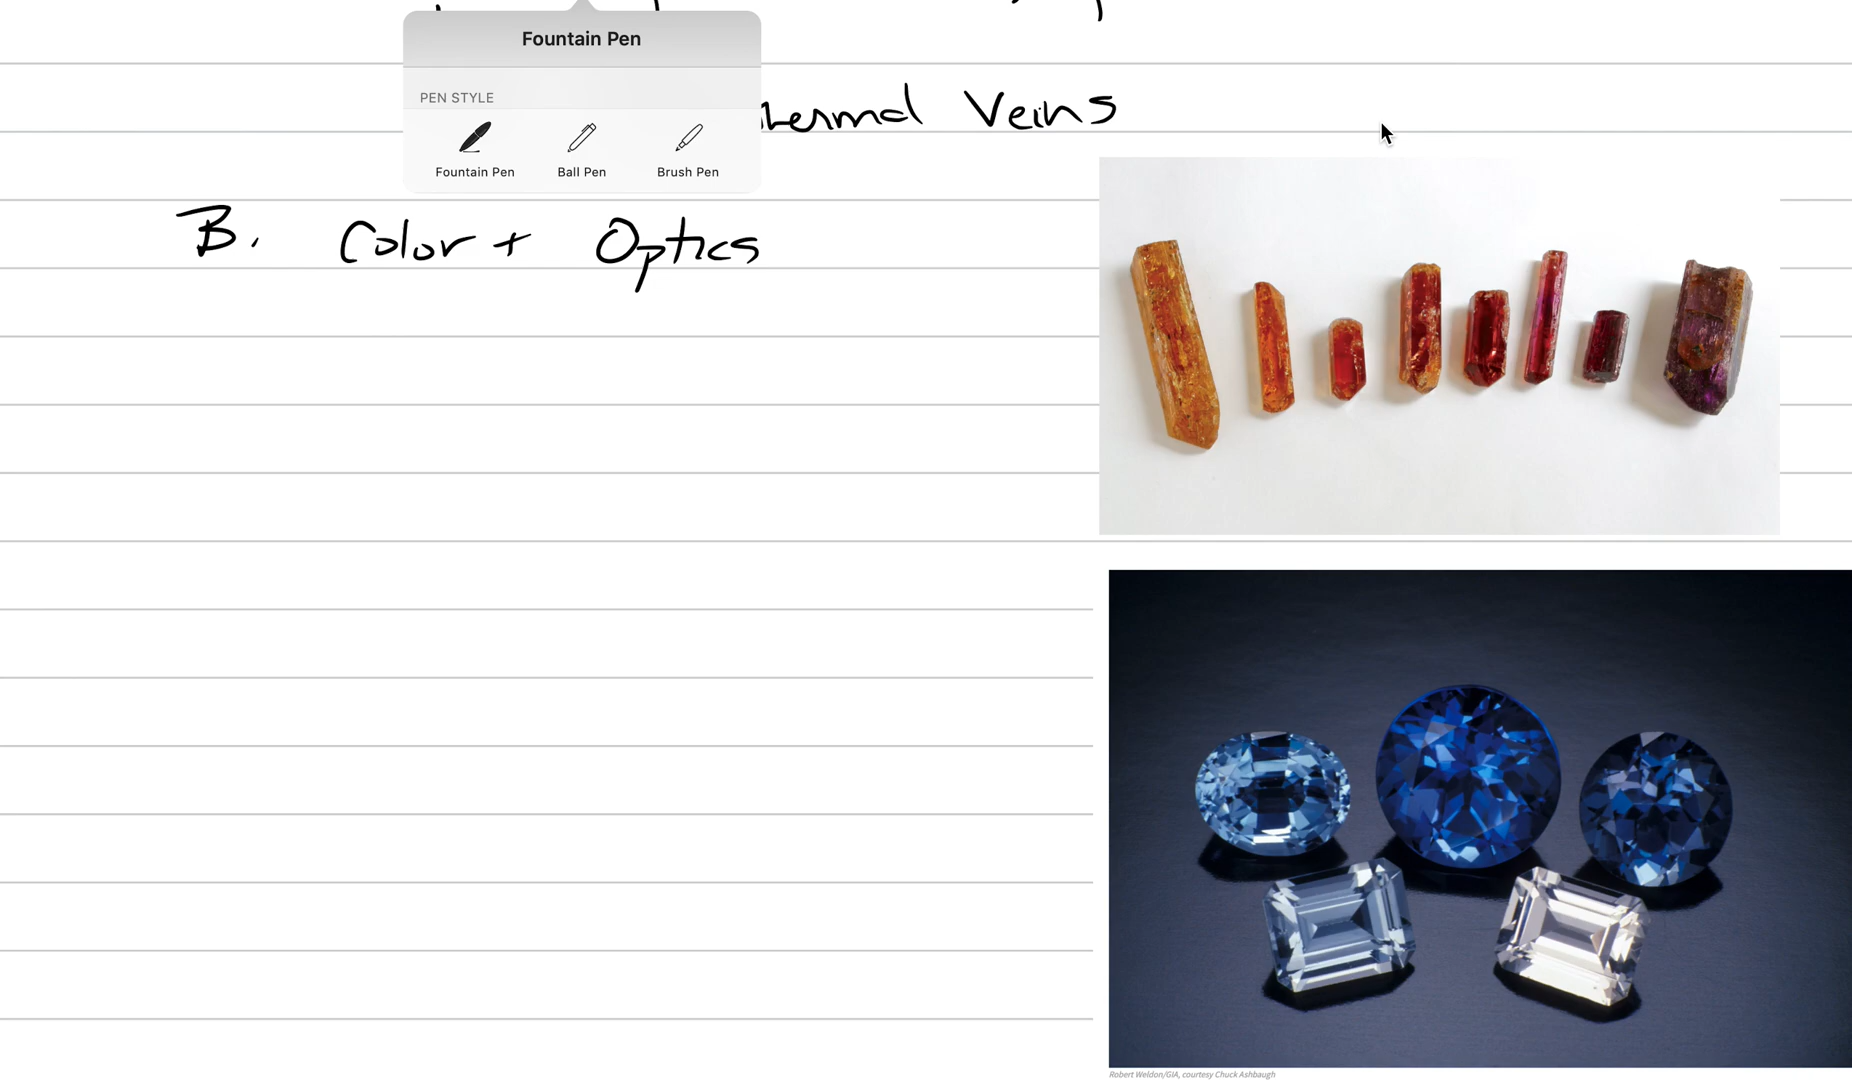 Fountain Pen
PEN STYLE
Veins
Fountain Pen
Ball Pen
Brush Pen
B. Color + Optics
Robert Weldon/GIA, courtesy Chuck Ashbaugh